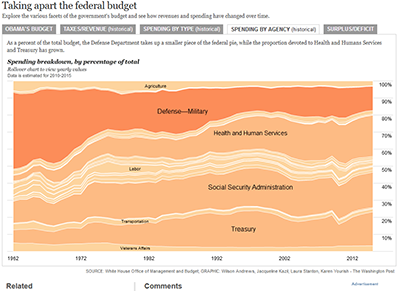 Taking apart the federal budget
Explore the various facets of the government's budget and see how revenues and spending have changed over time.
OBAMA'S BUDGET
TAXES/REVENUE (historical)
SPENDING BY TYPE (historical)
SPENDING BY AGENCY (historical)
SURPLUS/DEFICIT
As a percent of the total budget, the Defense Department takes up a smaller piece of the federal pie, while the proportion devoted to Health and Humans Services
and Treasury has grown.
Spending breakdown, by percentage of total
Rollover chart to view yearly values
Date is estimated for 2010-2015
Agriculture
100%
90%
Defense—Military
80%
Health and Human Services
70%
60%
Labor
50%
Social Security Administration
40%
30%
Transportation
Treasury
20%
10%
Veterans Affairs
1962 1972 1982 1992 2002 2012
SOURCE: White House Office of Management and Budget; GRAPHIC: Wilson Andrews, Jacqueline Kazil, Laura Stanton, Karen Yourish - The Washington Post
Advertisement
Related
Comments